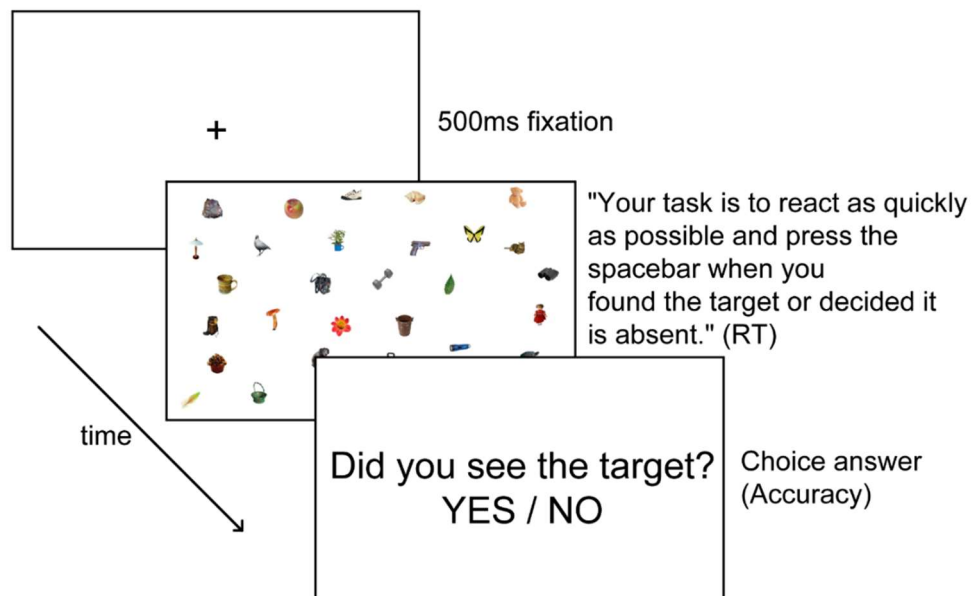 +
500ms fixation
"Your task is to react as quickly
as possible and press the
spacebar when you
found the target or decided it
is absent." (RT)
time
Did you see the target?
YES / NO
Choice answer
(Accuracy)